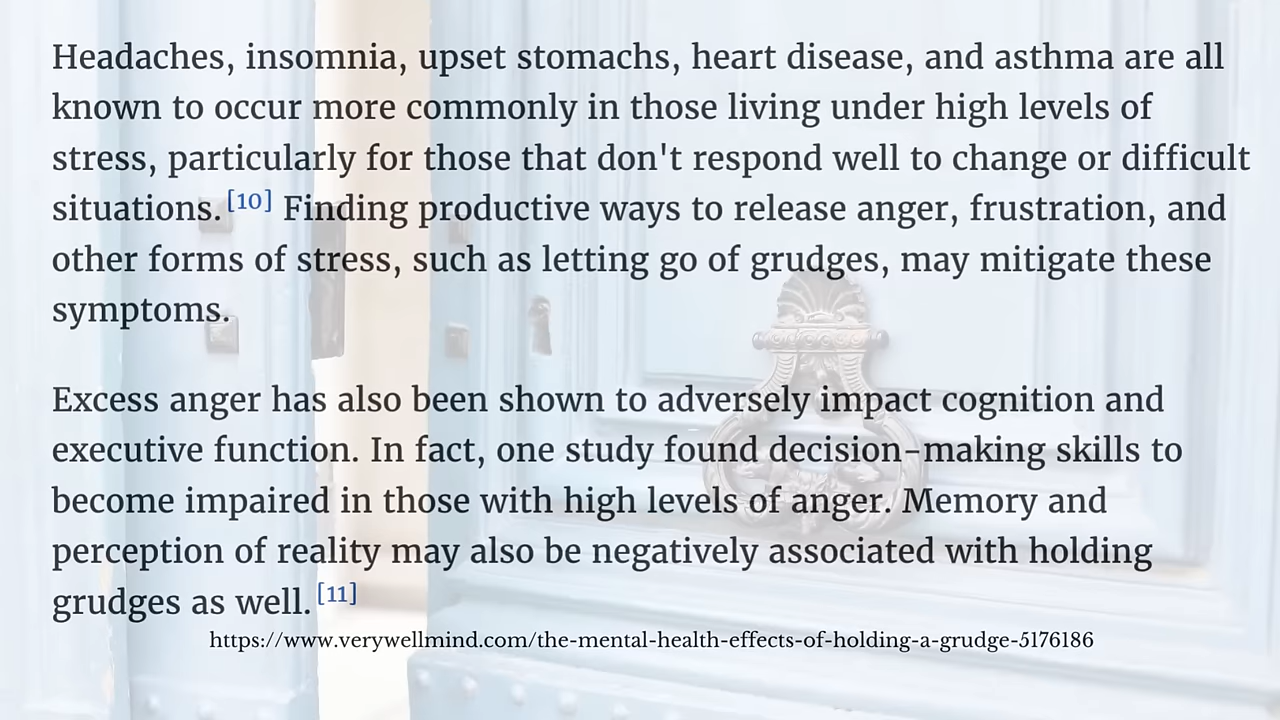 Headaches, insomnia, upset stomachs, heart disease, and asthma are all
known to occur more commonly in those living under high levels of
stress, particularly for those that don't respond well to change or difficult
situations.[10] Finding productive ways to release anger, frustration, and
other forms of stress, such as letting go of grudges, may mitigate these
symptoms.
Excess anger has also been shown to adversely impact cognition and
executive function. In fact, one study found decision-making skills to
become impaired in those with high levels of anger. Memory and
perception of reality may also be negatively associated with holding
grudges as well.[11]
https://www.verywellmind.com/the-mental-health-effects-of-holding-a-grudge-5176186